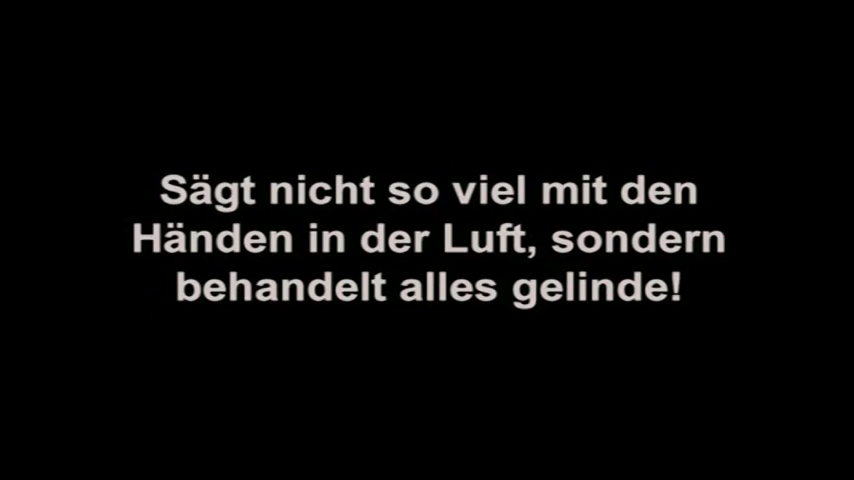 Sägt nicht so viel mit den
Händen in der Luft, sondern
behandelt alles gelinde!